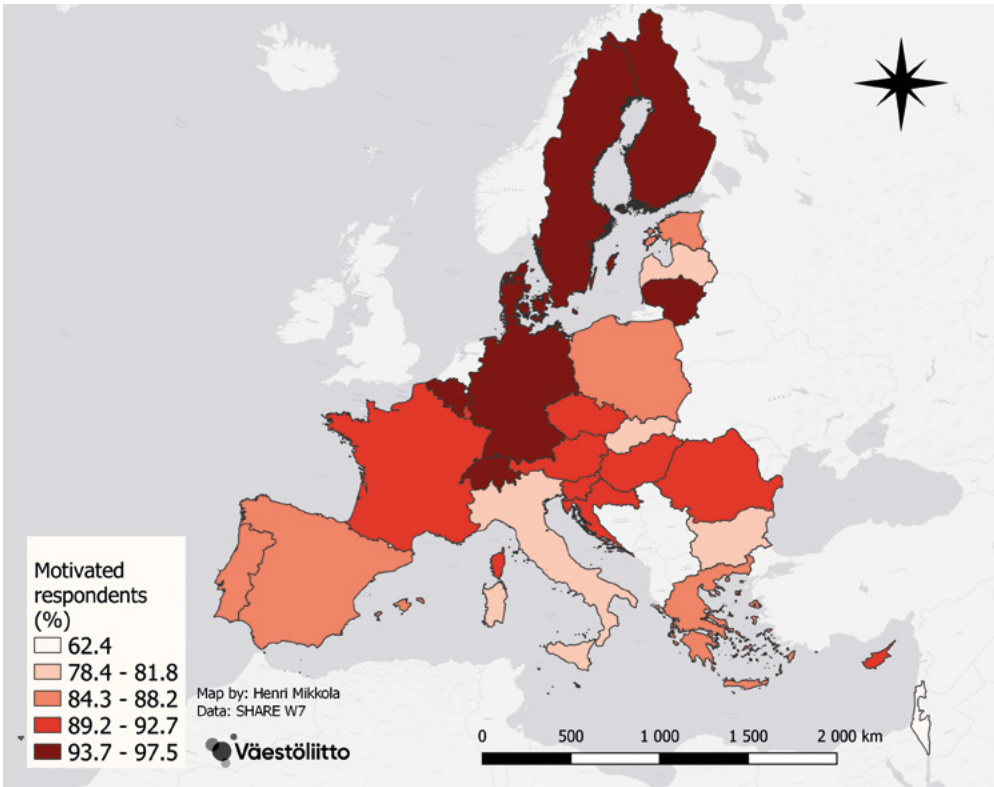 Motivated
respondents
(%)
62.4
78.4 - 81.8
84.3 - 88.2
89.2 - 92.7
93.7 - 97.5
Map by: Henri Mikkola
Data: SHARE W7
Väestöliitto
0 500 1 000 1 500 2 000 km